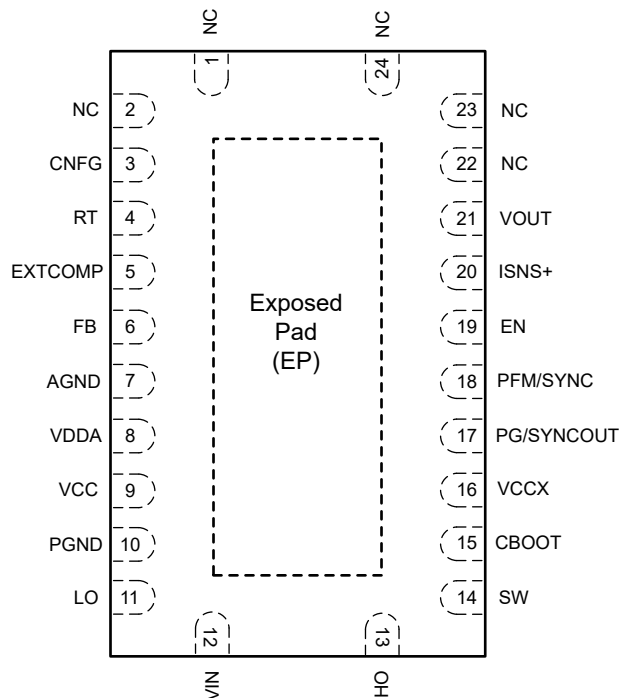 NC NC
1 24
NC 2 23 NC
CNFG 3 22 NC
RT 4 21 VOUT
EXTCOMP 5 20 ISNS+
FB 6 19 EN
AGND 7 18 PFM/SYNC
VDDA 8 17 PG/SYNCOUT
VCC 9 16 VCCX
PGND 10 15 CBOOT
LO 11 14 SW
12 13
VIN HO
Exposed
Pad
(EP)